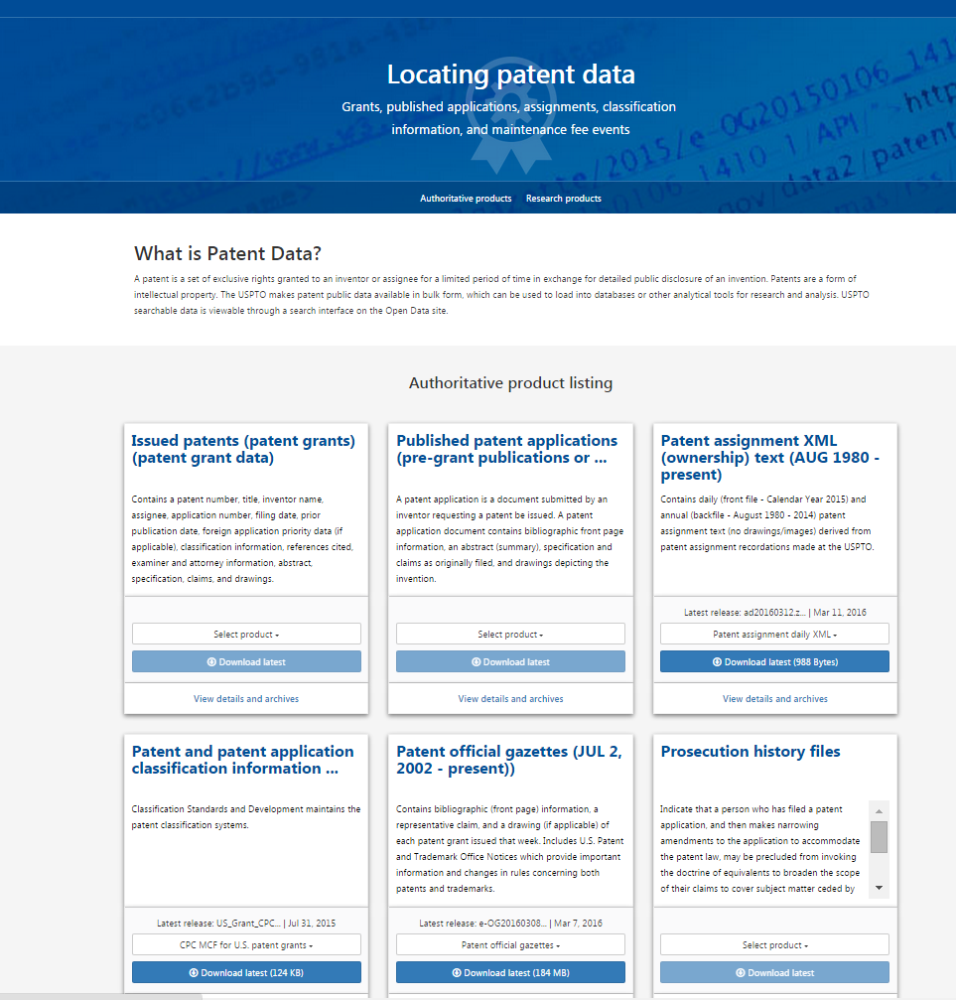 Locating patent data
Grants, published applications, assignments, classification
information, and maintenance fee events
Authoritative products
Research products
What is Patent Data?
A patent is a set of exclusive rights granted to an inventor or assignee for a limited period of time in exchange for detailed public disclosure of an invention. Patents are a form of
intellectual property. The USPTO makes patent public data available in bulk form, which can be used to load into databases or other analytical tools for research and analysis. USPTO
searchable data is viewable through a search interface on the Open Data site.
Authoritative product listing
Issued patents (patent grants)
(patent grant data)
Contains a patent number, title, inventor name,
assignee, application number, filing date, prior
publication date, foreign application priority data (if
applicable), classification information, references cited,
examiner and attorney information, abstract,
specification, claims, and drawings.
Select product
Download latest
View details and archives
Published patent applications
(pre-grant publications or ...
A patent application is a document submitted by an
inventor requesting a patent be issued. A patent
application document contains bibliographic front page
information, an abstract (summary), specification and
claims as originally filed, and drawings depicting the
invention.
Select product
Download latest
View details and archives
Patent assignment XML
(ownership) text (AUG 1980 -
present)
Contains daily (front file - Calendar Year 2015) and
annual (backfile - August 1980 - 2014) patent
assignment text (no drawings/images) derived from
patent assignment recordations made at the USPTO.
Latest release: ad20160312.z... | Mar 11, 2016
Patent assignment daily XML
Download latest (988 Bytes)
View details and archives
Patent and patent application
classification information ...
Classification Standards and Development maintains the
patent classification systems.
Latest release: US_Grant_CPC... | Jul 31, 2015
CPC MCF for U.S. patent grants
Download latest (124 KB)
Patent official gazettes (JUL 2,
2002 - present))
Contains bibliographic (front page) information, a
representative claim, and a drawing (if applicable) of
each patent grant issued that week. Includes U.S. Patent
and Trademark Office Notices which provide important
information and changes in rules concerning both
patents and trademarks.
Latest release: e-OG20160308... | Mar 7, 2016
Patent official gazettes
Download latest (184 MB)
Prosecution history files
Indicate that a person who has filed a patent
application, and then makes narrowing
amendments to the application to accommodate
the patent law, may be precluded from invoking
the doctrine of equivalents to broaden the scope
of their claims to cover subject matter ceded by
Select product
Download latest